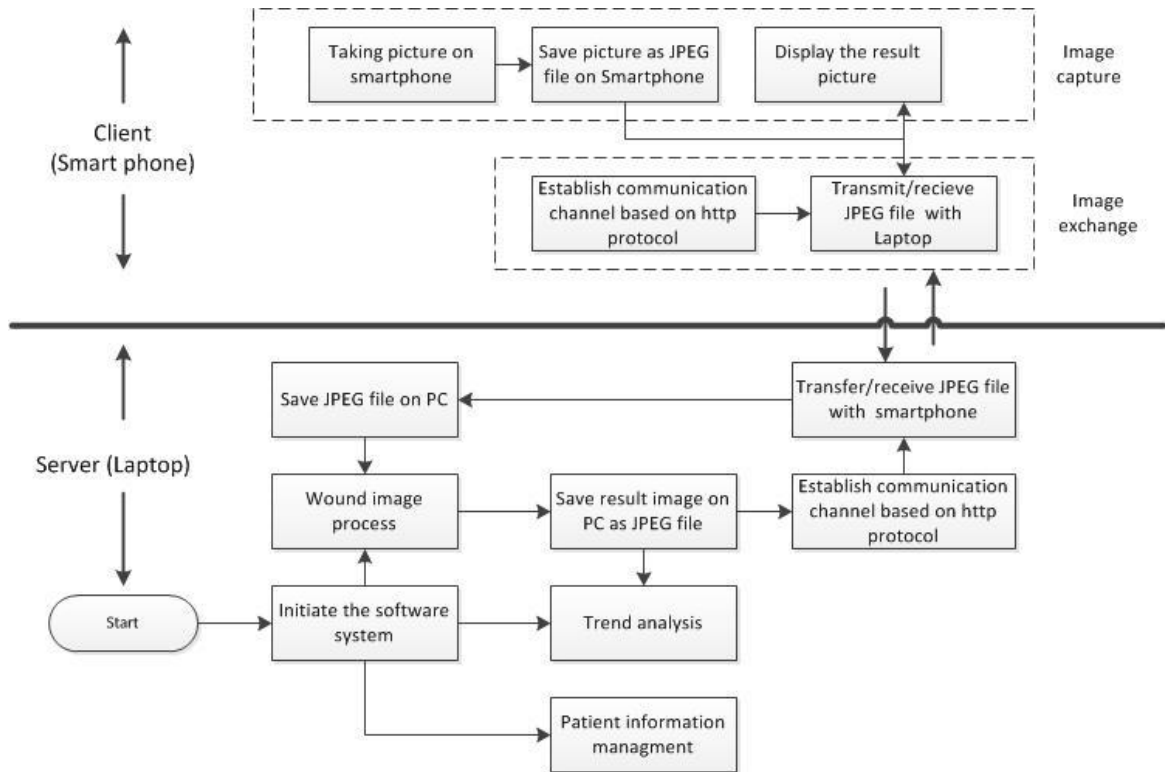 Taking picture on
smartphone
Save picture as JPEG
file on Smartphone
Display the result
picture
Image
capture
Client
(Smart phone)
Establish communication
channel based on http
protocol
Transmit/recieve
JPEG file with
Laptop
Image
exchange
Save JPEG file on PC
Transfer/receive JPEG file
with smartphone
Server (Laptop)
Wound image
process
Save result image on
PC as JPEG file
Establish communication
channel based on http
protocol
Start
Initiate the software
system
Trend analysis
Patient information
managment